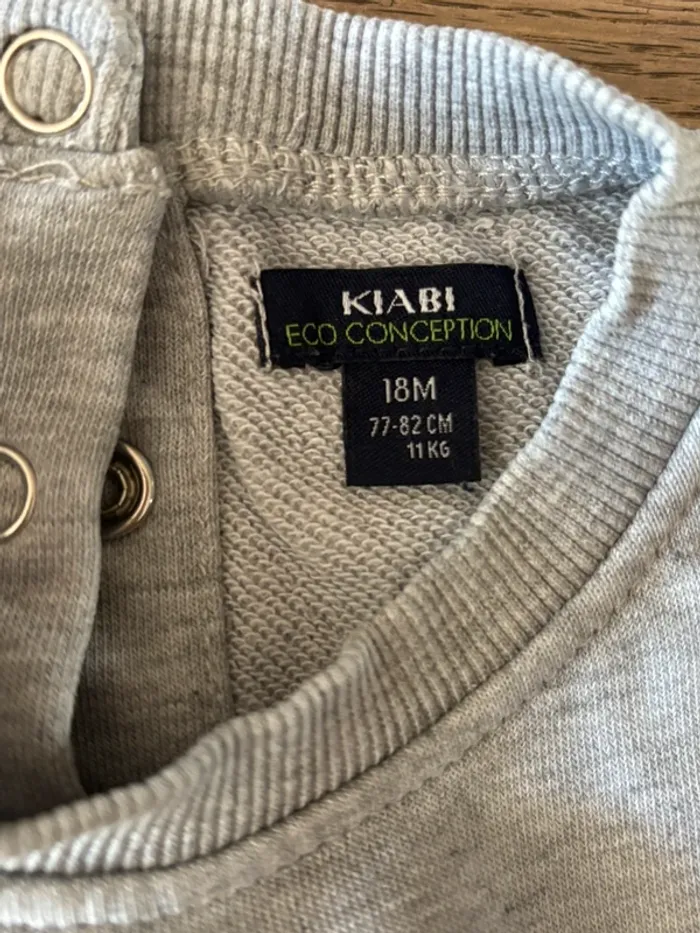 KIABI
ECO CONCEPTION
18M
77-82 CM
11 KG